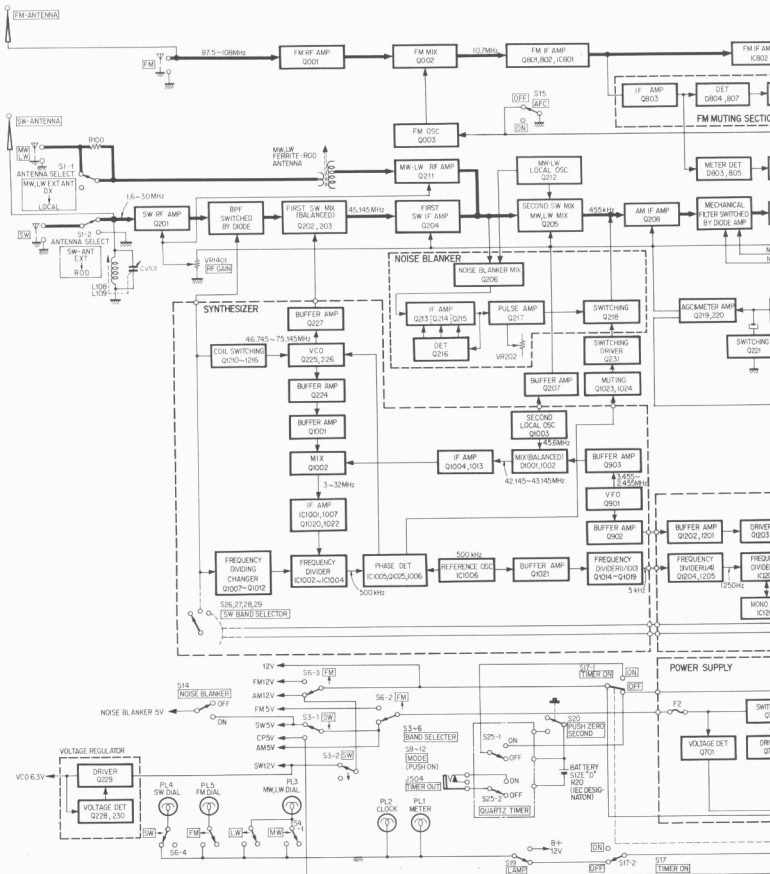 FM-ANTENNA
FM
87.5~108MHz
FM RF AMP
Q001
FM MIX
Q002
10.7MHz
FM IF AMP
Q801,802, IC801
FM IF AMP
IC802
IF AMP
Q803
DET
D804,807
FM MUTING SECTIO
S15
OFF
AFC
ON
FM OSC
Q003
SW-ANTENNA
MW
LW
R100
S1-1
ANTENNA SELECT
MW,LW EXT ANT
DX
LOCAL
MW,LW
FERRITE-ROD
ANTENNA
MW-LW RF AMP
Q211
MW-LW
LOCAL OSC
Q212
METER DET
D803,805
1.6~30MHz
SW
S1-2
ANTENNA SELECT
SW-ANT
EXT
ROD
SW RF AMP
Q201
BPF
SWITCHED
BY DIODE
FIRST SW MIX
(BALANCED)
Q202,203
45.145MHz
FIRST
SW IF AMP
Q204
SECOND SW MIX
MW,LW MIX
Q205
455kHz
AM IF AMP
Q208
MECHANICAL
FILTER SWITCHED
BY DIODE AMP
L108
L109
CV101
VR1401
RF GAIN
NOISE BLANKER
NOISE BLANKER MIX
Q206
IF AMP
Q233 Q214 Q215
PULSE AMP
Q217
SWITCHING
Q218
DET
Q216
VR202
SWITCHING
DRIVER
Q231
AGC&METER AMP
Q219,220
SWITCHING
Q221
SYNTHESIZER
BUFFER AMP
Q227
46.745~75.145MHz
COIL SWITCHING
Q1210~1216
VCO
Q225,226
BUFFER AMP
Q224
BUFFER AMP
Q207
MUTING
Q1023,1024
BUFFER AMP
Q1001
SECOND
LOCAL OSC
Q1003
45.6MHz
MIX
Q1002
IF AMP
Q1004,1013
MIX(BALANCED)
D1001,1002
BUFFER AMP
Q903
42.145~43.145MHz
3.455~
2.455MHz
3~32MHz
VFO
Q901
IF AMP
IC1001,1007
Q1020,1022
BUFFER AMP
Q902
BUFFER AMP
Q1202,1201
DRIVER
Q1203
FREQUENCY
DIVIDING
CHANGER
Q1007~Q1012
FREQUENCY
DIVIDER
IC1002~IC1004
500kHz
PHASE DET
IC1005,Q1025,1006
500kHz
REFERENCE OSC
IC1006
BUFFER AMP
Q1021
FREQUENCY
DIVIDER(1/100)
Q1014~Q1019
5kHz
FREQUENCY
DIVIDER(1/4)
Q1204,1205
1250Hz
FREQU
DIVIDE
IC120
MONO
IC120
S26,27,28,29
SW BAND SELECTOR
12V
FM12V
AM12V
S6-3 FM
S14
NOISE BLANKER
OFF
ON
NOISE BLANKER 5V
FM5V
SW5V
CP5V
AM5V
SW12V
S3-1 SW
S3-2 SW
S6-2 FM
S3~6
BAND SELECTER
S8~12
MODE
(PUSH ON)
J504
TIMER OUT
S25-1
ON
OFF
ON
OFF
S25-2
QUARTZ TIMER
S17-1
TIMER ON
ON
OFF
S20
PUSH ZERO
SECOND
BATTERY
SIZE "D"
R20
(IEC DESIG-
NATON)
POWER SUPPLY
F2
SWIT
VOLTAGE DET
Q701
VOLTAGE REGULATOR
VCO 6.3V
DRIVER
Q229
VOLTAGE DET
Q228,230
PL4
SW DIAL
PL5
FM DIAL
PL3
MW,LW DIAL
PL2
CLOCK
PL1
METER
SW
S6-4
FM
LW
MW
S4
-1
B+
12V
S19
LAMP
ON
OFF
S17-2
S17
TIMER ON